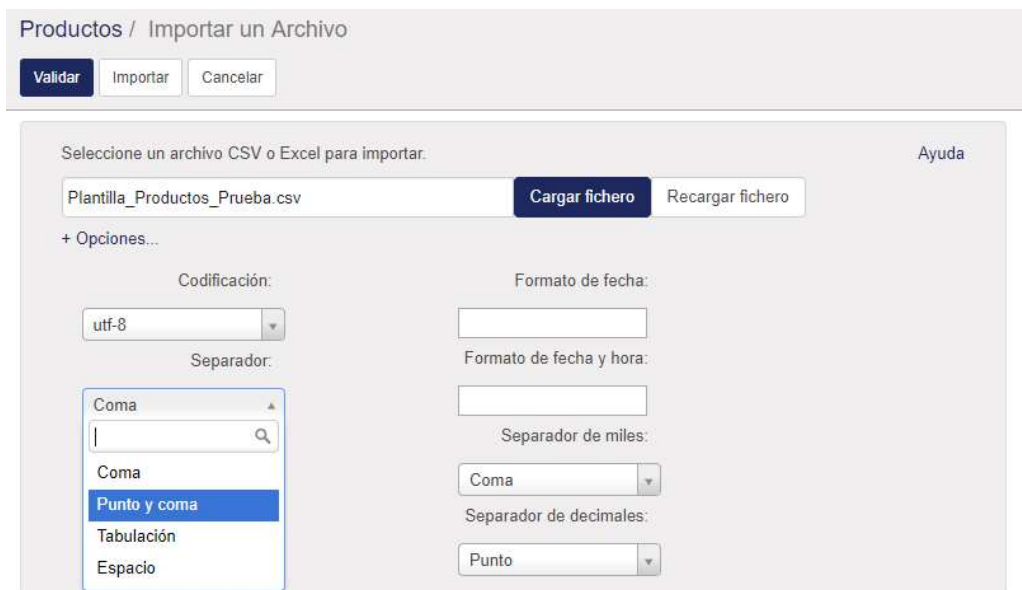 Productos / Importar un Archivo
Validar Importar Cancelar
Seleccione un archivo CSV o Excel para importar. Ayuda
Plantilla_Productos_Prueba.csv Cargar fichero Recargar fichero
+ Opciones...
Codificación: Formato de fecha:
utf-8
Separador: Formato de fecha y hora:
Coma
Separador de miles:
Coma Coma
Punto y coma Separador de decimales:
Tabulación
Espacio Punto